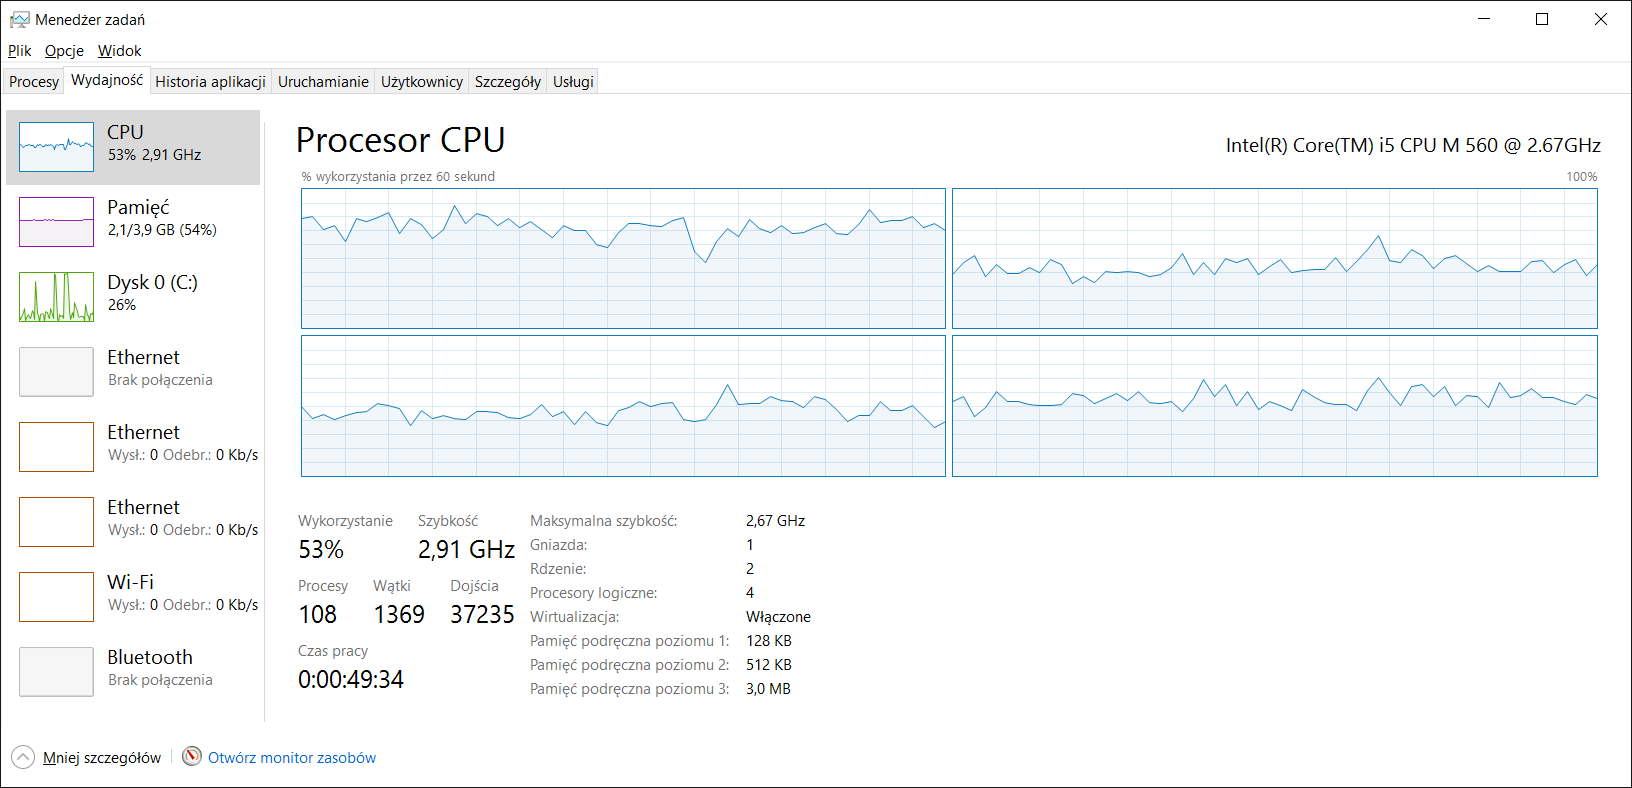 Menedżer zadań
Plik Opcje Widok
Procesy Wydajność Historia aplikacji Uruchamianie Użytkownicy Szczegóły Usługi
CPU
53% 2,91 GHz
Pamięć
2,1/3,9 GB (54%)
Dysk 0 (C:)
26%
Ethernet
Brak połączenia
Ethernet
Wysł.: 0 Odebr.: 0 Kb/s
Ethernet
Wysł.: 0 Odebr.: 0 Kb/s
Wi-Fi
Wysł.: 0 Odebr.: 0 Kb/s
Bluetooth
Brak połączenia
Procesor CPU
Intel(R) Core(TM) i5 CPU M 560 @ 2.67GHz
% wykorzystania przez 60 sekund 100%
Wykorzystanie Szybkość
53% 2,91 GHz
Procesy Wątki Dojścia
108 1369 37235
Czas pracy
0:00:49:34
Maksymalna szybkość: 2,67 GHz
Gniazda: 1
Rdzenie: 2
Procesory logiczne: 4
Wirtualizacja: Włączone
Pamięć podręczna poziomu 1: 128 KB
Pamięć podręczna poziomu 2: 512 KB
Pamięć podręczna poziomu 3: 3,0 MB
Mniej szczegółów Otwórz monitor zasobów